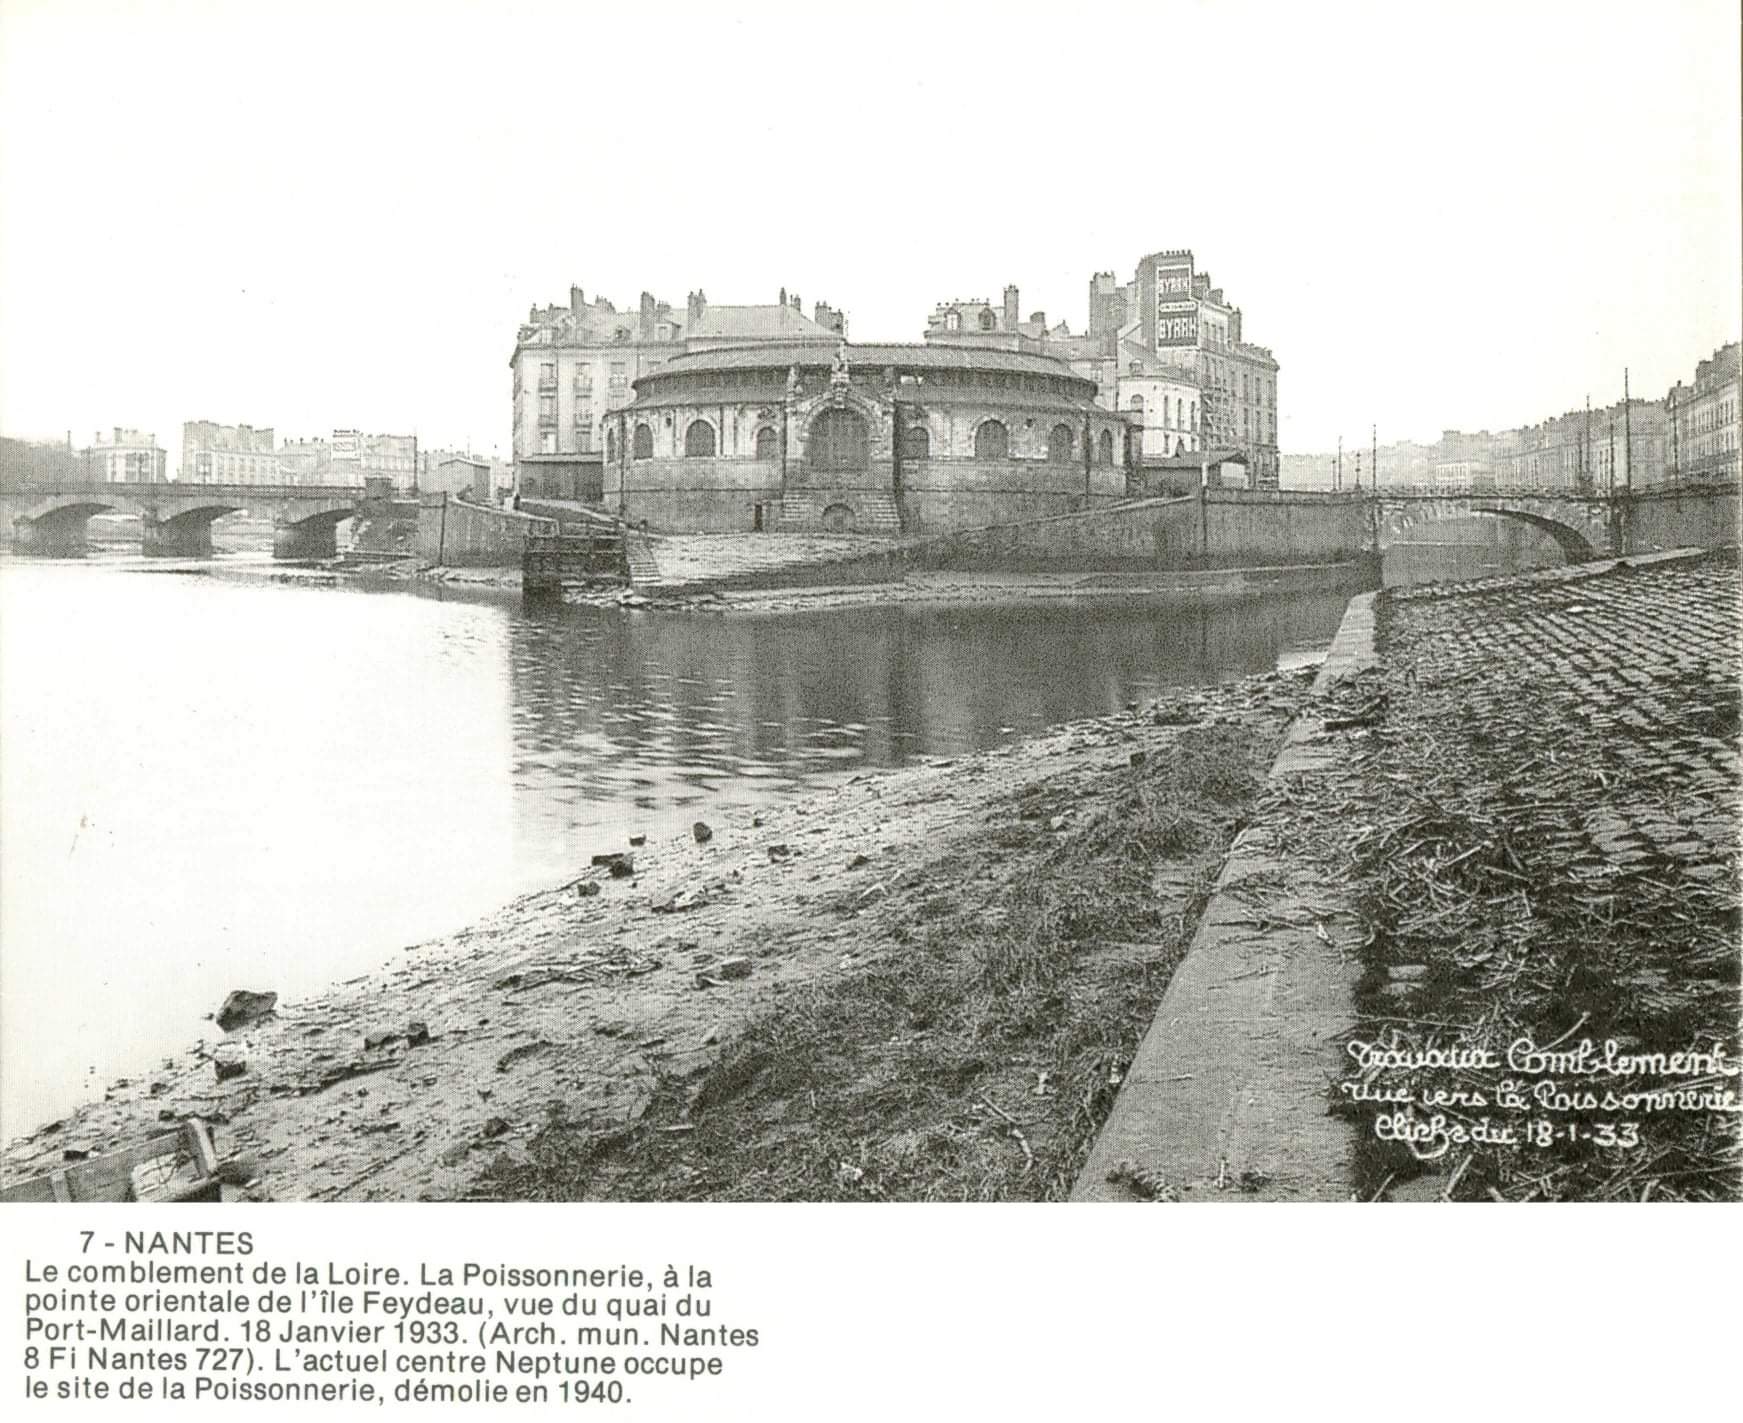 BYRRH
BYRRH
Travaux Comblement
Vue vers la Poissonnerie
Cliché du 18-1-33
7 - NANTES
Le comblement de la Loire. La Poissonnerie, à la
pointe orientale de l'île Feydeau, vue du quai du
Port-Maillard. 18 Janvier 1933. (Arch. mun. Nantes
8 Fi Nantes 727). L'actuel centre Neptune occupe
le site de la Poissonnerie, démolie en 1940.